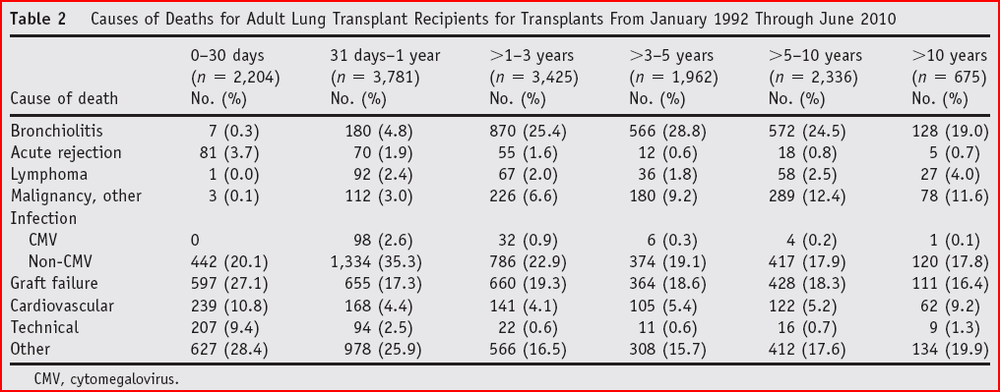 Table 2 Causes of Deaths for Adult Lung Transplant Recipients for Transplants From January 1992 Through June 2010
0–30 days 31 days–1 year >1–3 years >3–5 years >5–10 years >10 years
(n = 2,204) (n = 3,781) (n = 3,425) (n = 1,962) (n = 2,336) (n = 675)
Cause of death No. (%) No. (%) No. (%) No. (%) No. (%) No. (%)
Bronchiolitis 7 (0.3) 180 (4.8) 870 (25.4) 566 (28.8) 572 (24.5) 128 (19.0)
Acute rejection 81 (3.7) 70 (1.9) 55 (1.6) 12 (0.6) 18 (0.8) 5 (0.7)
Lymphoma 1 (0.0) 92 (2.4) 67 (2.0) 36 (1.8) 58 (2.5) 27 (4.0)
Malignancy, other 3 (0.1) 112 (3.0) 226 (6.6) 180 (9.2) 289 (12.4) 78 (11.6)
Infection
CMV 0 98 (2.6) 32 (0.9) 6 (0.3) 4 (0.2) 1 (0.1)
Non-CMV 442 (20.1) 1,334 (35.3) 786 (22.9) 374 (19.1) 417 (17.9) 120 (17.8)
Graft failure 597 (27.1) 655 (17.3) 660 (19.3) 364 (18.6) 428 (18.3) 111 (16.4)
Cardiovascular 239 (10.8) 168 (4.4) 141 (4.1) 105 (5.4) 122 (5.2) 62 (9.2)
Technical 207 (9.4) 94 (2.5) 22 (0.6) 11 (0.6) 16 (0.7) 9 (1.3)
Other 627 (28.4) 978 (25.9) 566 (16.5) 308 (15.7) 412 (17.6) 134 (19.9)
CMV, cytomegalovirus.